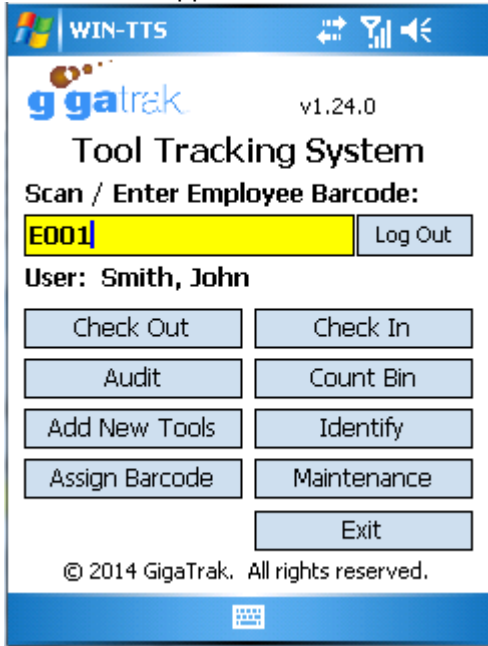 WIN-TTS
gigatrak v1.24.0
Tool Tracking System
Scan / Enter Employee Barcode:
E001 Log Out
User: Smith, John
Check Out Check In
Audit Count Bin
Add New Tools Identify
Assign Barcode Maintenance
Exit
© 2014 GigaTrak. All rights reserved.